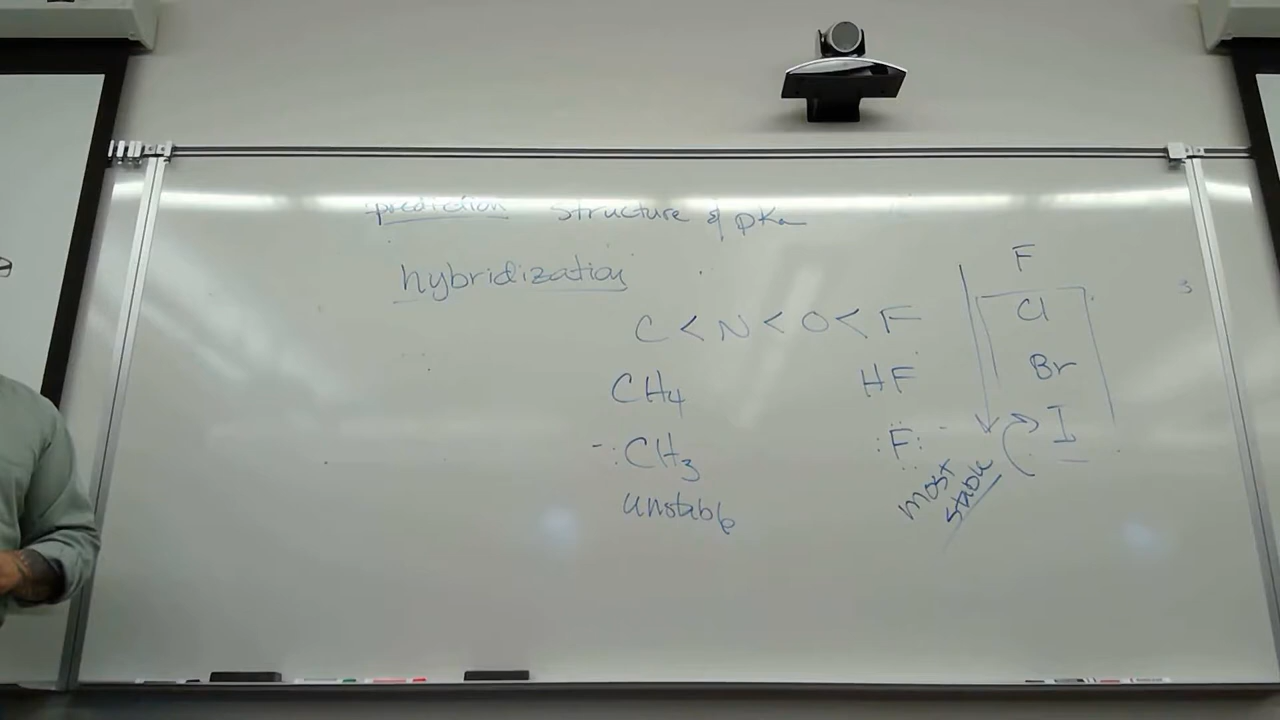 prediction structure & pKa
hybridization
C < N < O < F
CH4
HF
-:CH3
:F: -
unstable
most stable
F
Cl
Br
I